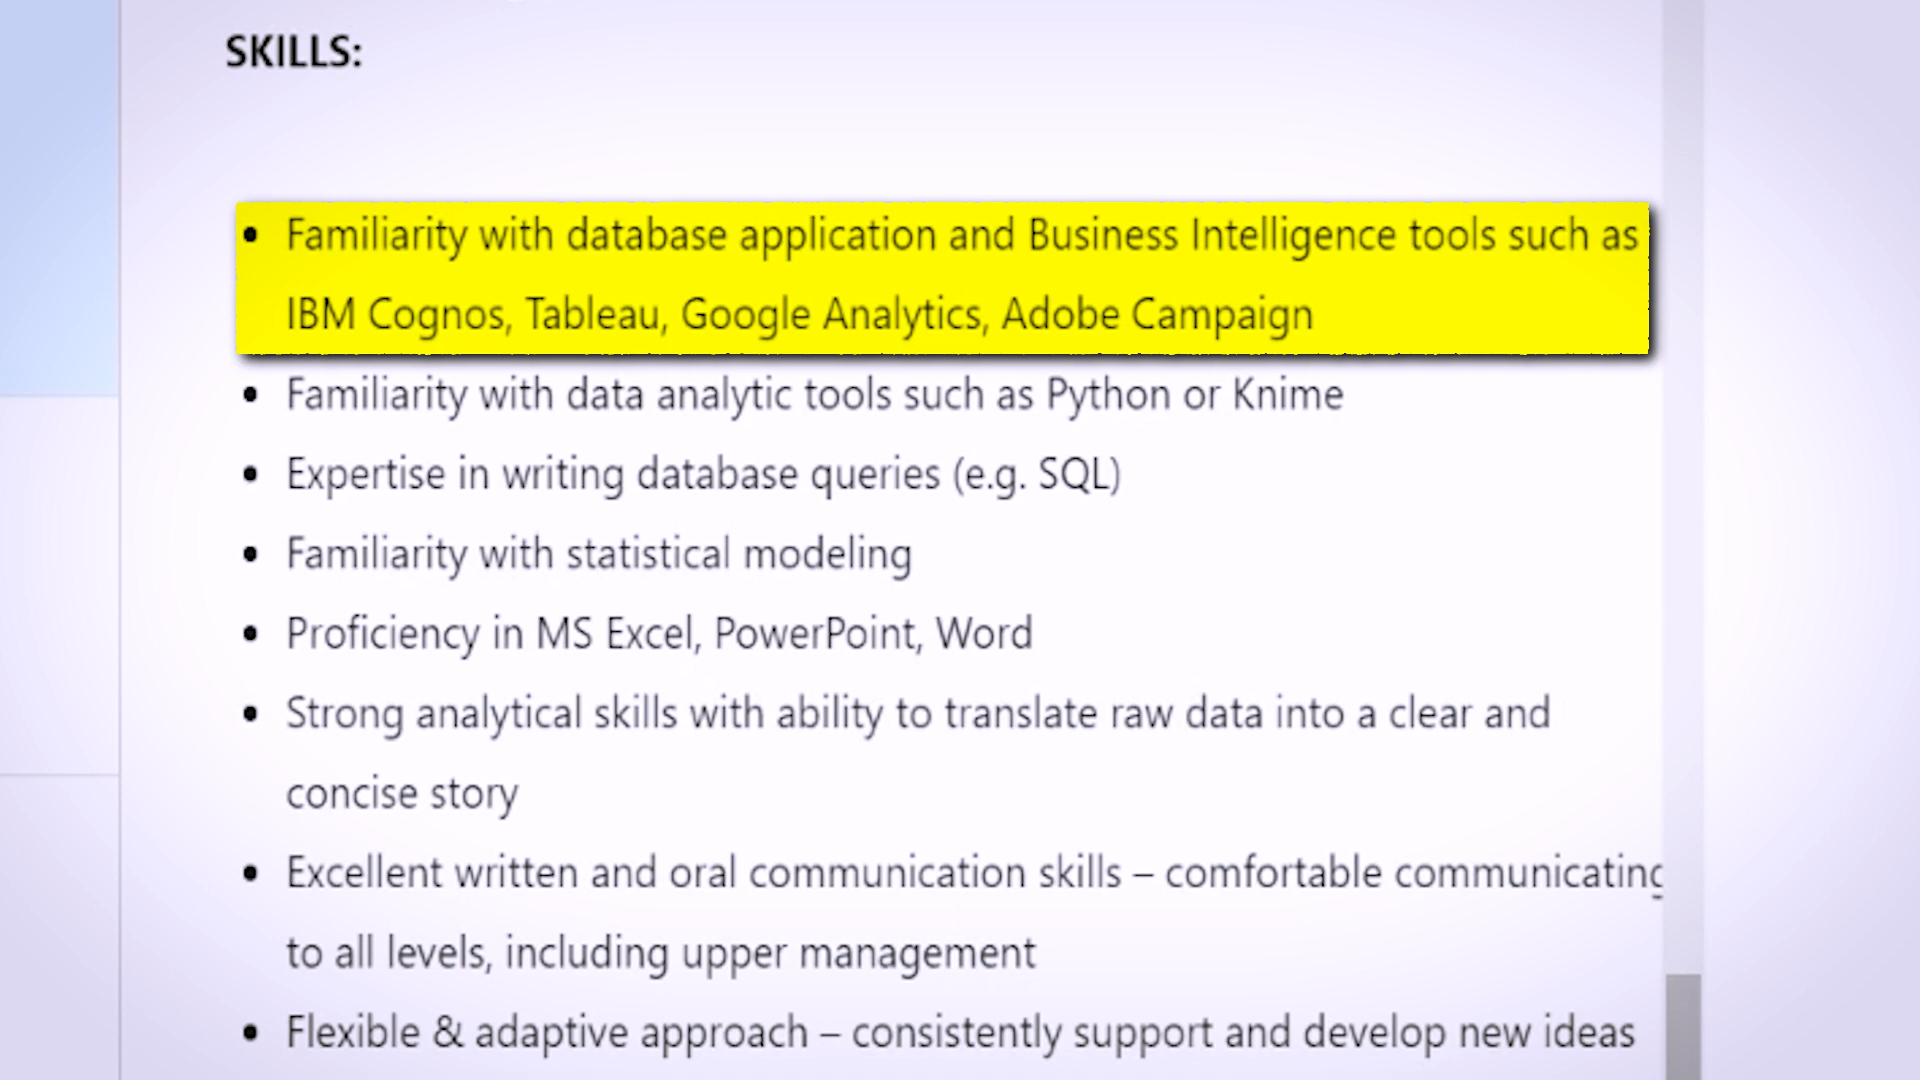 SKILLS:
• Familiarity with database application and Business Intelligence tools such as
IBM Cognos, Tableau, Google Analytics, Adobe Campaign
• Familiarity with data analytic tools such as Python or Knime
• Expertise in writing database queries (e.g. SQL)
• Familiarity with statistical modeling
• Proficiency in MS Excel, PowerPoint, Word
• Strong analytical skills with ability to translate raw data into a clear and
concise story
• Excellent written and oral communication skills – comfortable communicating
to all levels, including upper management
• Flexible & adaptive approach – consistently support and develop new ideas